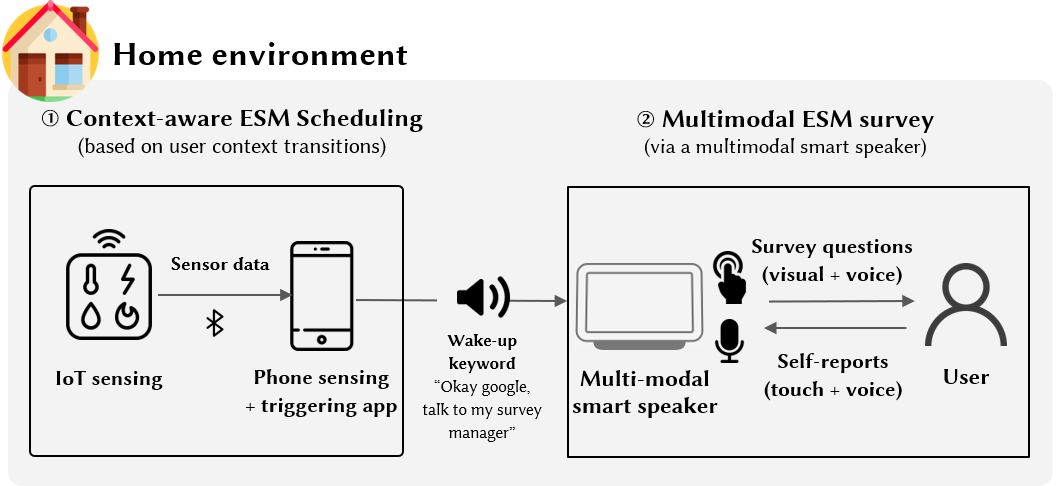 Home environment
① Context-aware ESM Scheduling
(based on user context transitions)
② Multimodal ESM survey
(via a multimodal smart speaker)
Sensor data
IoT sensing
Phone sensing
+ triggering app
Wake-up
keyword
“Okay google,
talk to my survey
manager”
Multi-modal
smart speaker
Survey questions
(visual + voice)
Self-reports
(touch + voice)
User